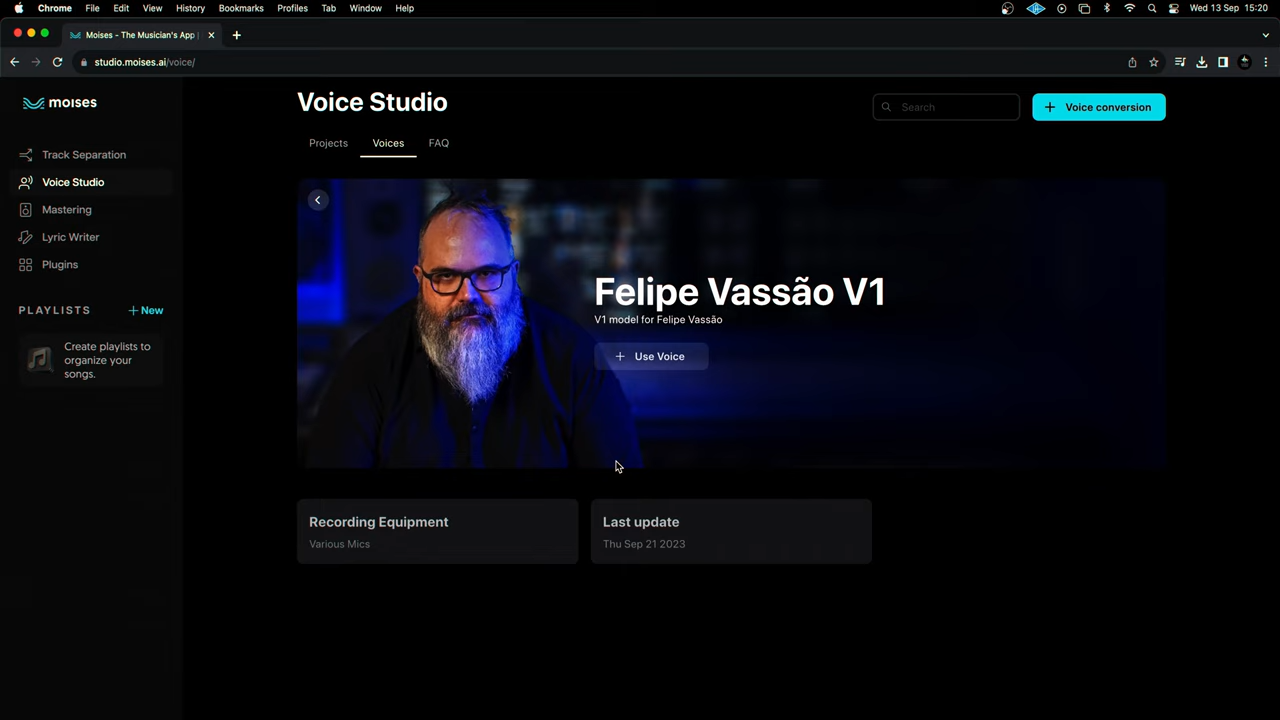 Chrome File Edit View History Bookmarks Profiles Tab Window Help Wed 13 Sep 15:20
Moises - The Musician's App |
studio.moises.ai/voice/
moises
Voice Studio
Search
Voice conversion
Projects Voices FAQ
Track Separation
Voice Studio
Mastering
Lyric Writer
Plugins
PLAYLISTS + New
Create playlists to
organize your
songs.
Felipe Vassão V1
V1 model for Felipe Vassão
+ Use Voice
Recording Equipment
Various Mics
Last update
Thu Sep 21 2023